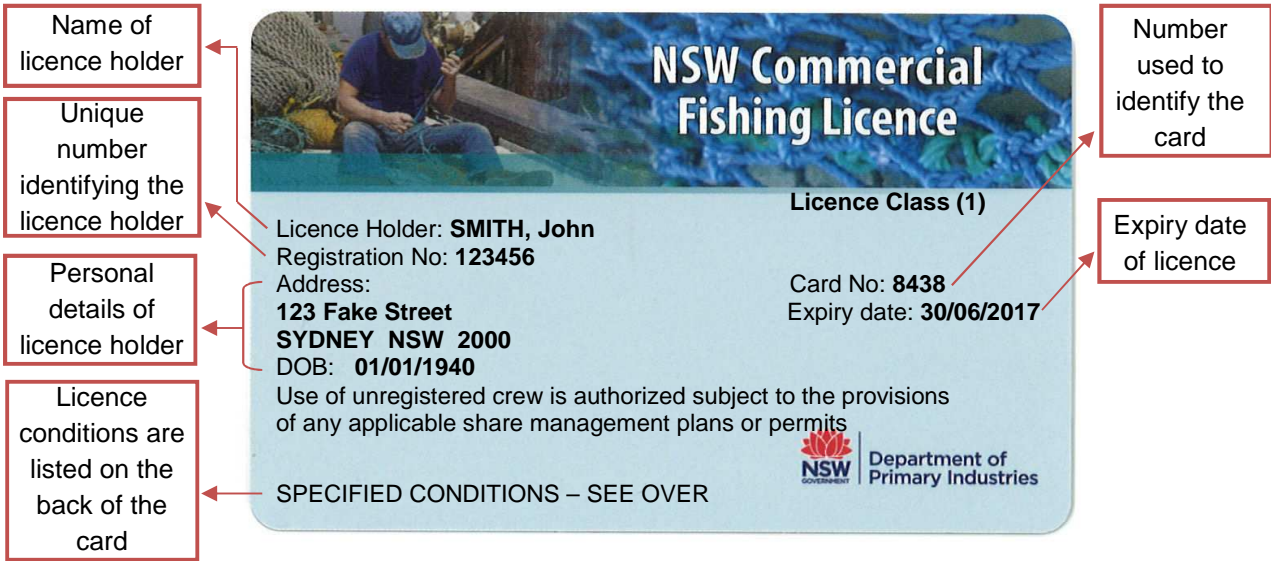 Name of
licence holder
Unique
number
identifying the
licence holder
Personal
details of
licence holder
Licence
conditions are
listed on the
back of the
card
NSW Commercial
Fishing Licence
Licence Class (1)
Licence Holder: SMITH, John
Registration No: 123456
Address:
123 Fake Street
SYDNEY NSW 2000
DOB: 01/01/1940
Card No: 8438
Expiry date: 30/06/2017
Use of unregistered crew is authorized subject to the provisions
of any applicable share management plans or permits
SPECIFIED CONDITIONS – SEE OVER
NSW
GOVERNMENT
Department of
Primary Industries
Number
used to
identify the
card
Expiry date
of licence